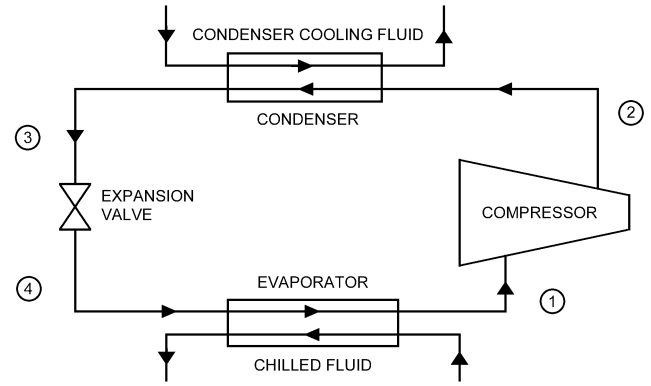 CONDENSER COOLING FLUID
CONDENSER
2
3
EXPANSION
VALVE
COMPRESSOR
4
EVAPORATOR
1
CHILLED FLUID